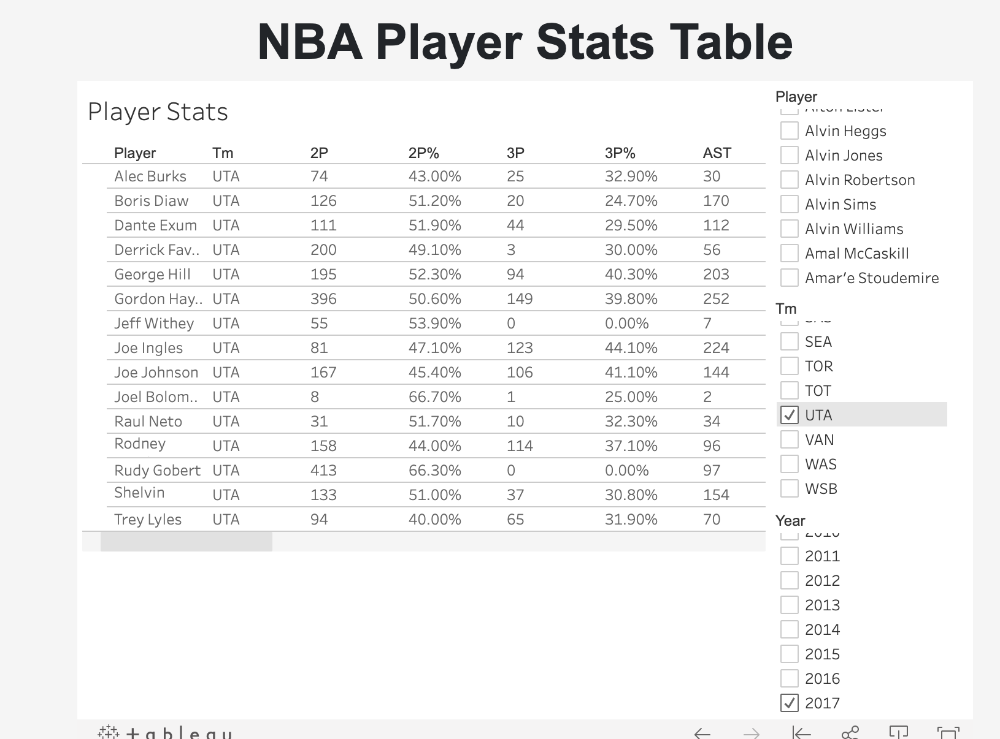 NBA Player Stats Table
Player Stats
Player Tm 2P 2P% 3P 3P% AST
Alec Burks UTA 74 43.00% 25 32.90% 30
Boris Diaw UTA 126 51.20% 20 24.70% 170
Dante Exum UTA 111 51.90% 44 29.50% 112
Derrick Fav.. UTA 200 49.10% 3 30.00% 56
George Hill UTA 195 52.30% 94 40.30% 203
Gordon Hay.. UTA 396 50.60% 149 39.80% 252
Jeff Withey UTA 55 53.90% 0 0.00% 7
Joe Ingles UTA 81 47.10% 123 44.10% 224
Joe Johnson UTA 167 45.40% 106 41.10% 144
Joel Bolom.. UTA 8 66.70% 1 25.00% 2
Raul Neto UTA 31 51.70% 10 32.30% 34
Rodney UTA 158 44.00% 114 37.10% 96
Rudy Gobert UTA 413 66.30% 0 0.00% 97
Shelvin UTA 133 51.00% 37 30.80% 154
Trey Lyles UTA 94 40.00% 65 31.90% 70
Player
Alvin Heggs
Alvin Jones
Alvin Robertson
Alvin Sims
Alvin Williams
Amal McCaskill
Amar'e Stoudemire
Tm
SEA
TOR
TOT
UTA
VAN
WAS
WSB
Year
2010
2011
2012
2013
2014
2015
2016
2017
+ableau